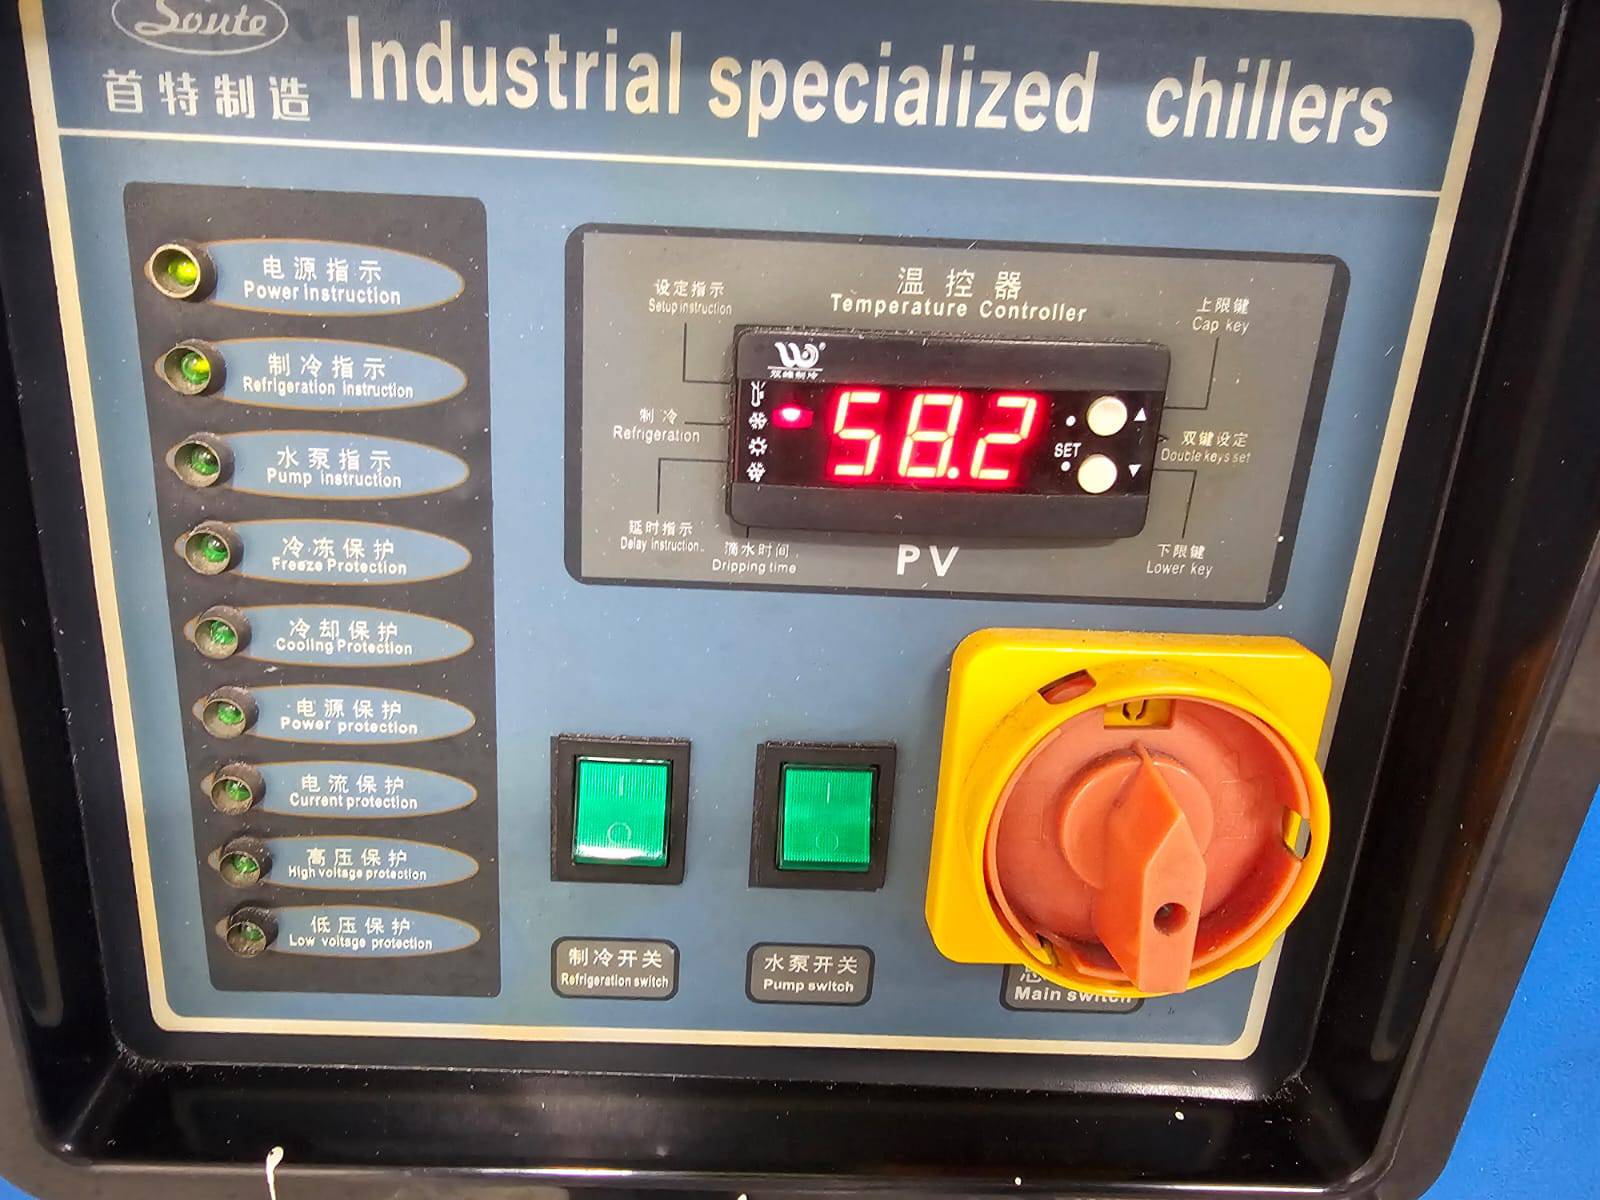 Soute
首特制造
Industrial specialized chillers
电源指示
Power instruction
制冷指示
Refrigeration instruction
水泵指示
Pump instruction
冷冻保护
Freeze Protection
冷却保护
Cooling Protection
电源保护
Power protection
电流保护
Current protection
高压保护
High voltage protection
低压保护
Low voltage protection
温控器
Temperature Controller
设定指示
Setup instruction
上限键
Cap key
制冷
Refrigeration
双峰制冷
58.2
SET
双键设定
Double keys set
延时指示
Delay instruction
滴水时间
Dripping time
PV
下限键
Lower key
制冷开关
Refrigeration switch
水泵开关
Pump switch
Main switch